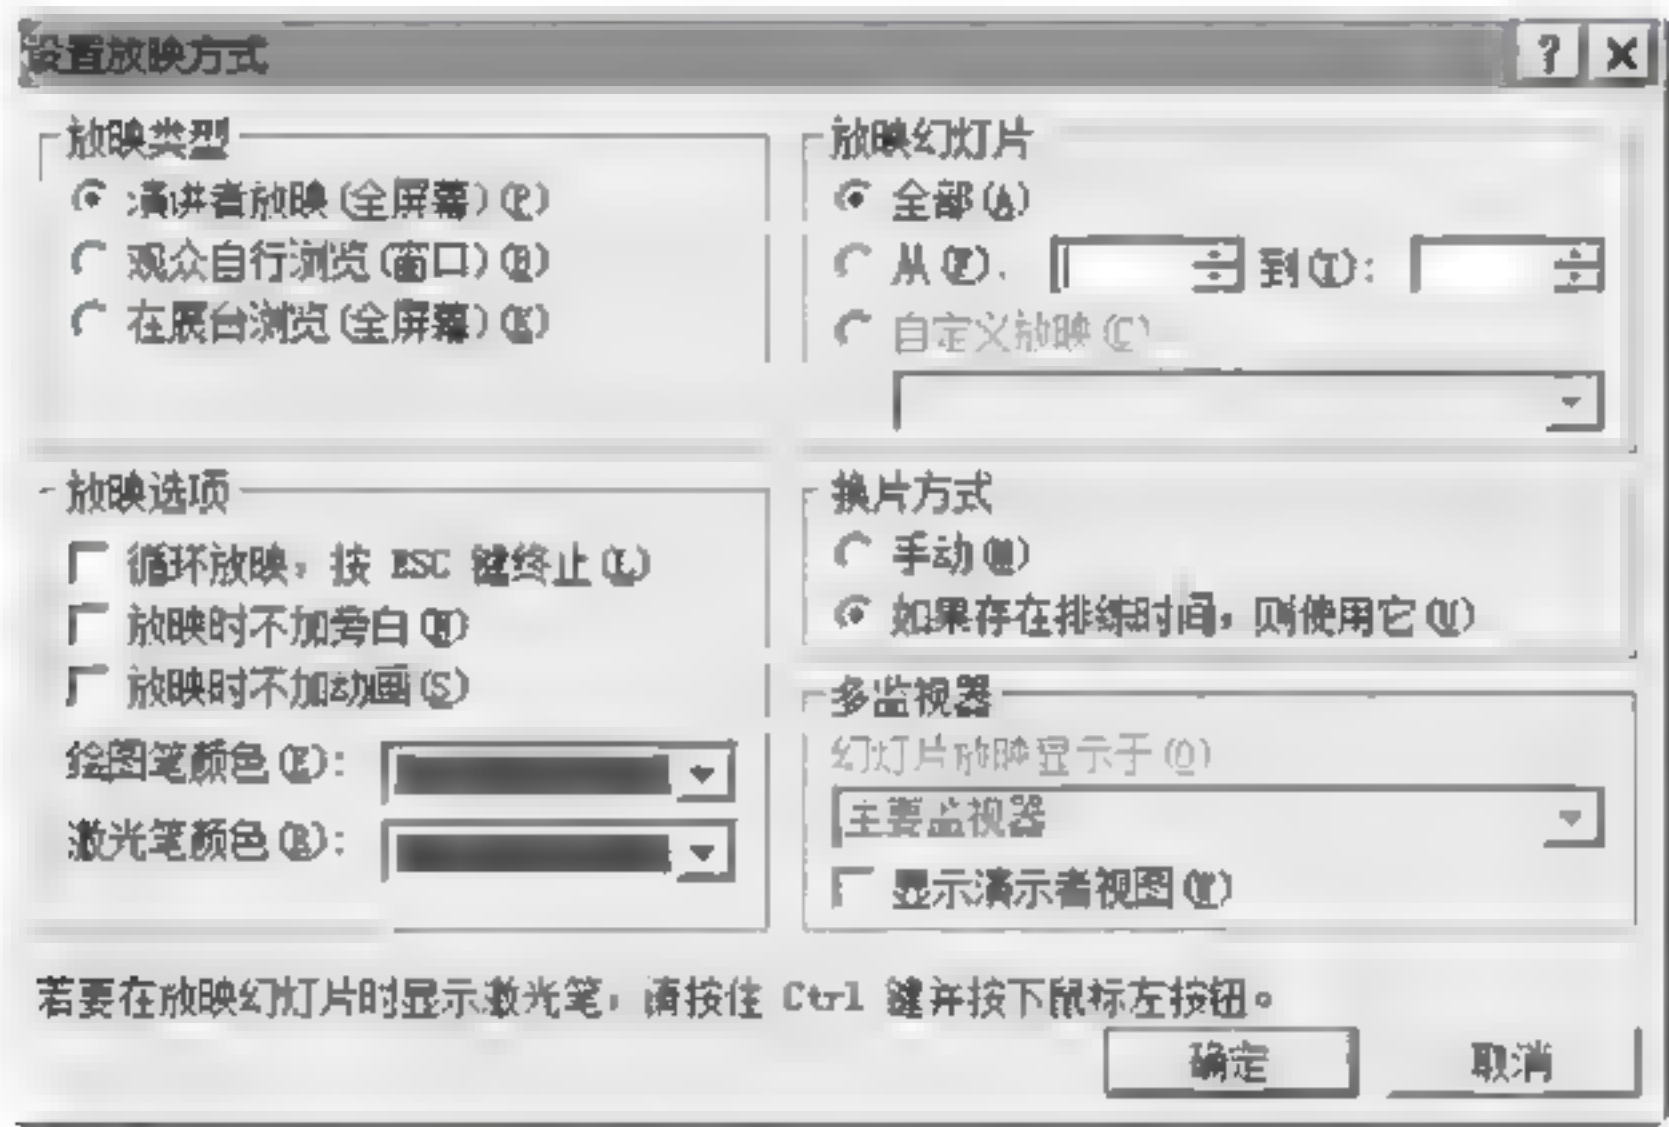 设置放映方式
放映类型
演讲者放映(全屏幕)(P)
观众自行浏览(窗口)(B)
在展台浏览(全屏幕)(K)
放映幻灯片
全部(A)
从(F): 到(T):
自定义放映(C)
放映选项
循环放映，按 ESC 键终止(L)
放映时不加旁白(N)
放映时不加动画(S)
绘图笔颜色(E):
激光笔颜色(R):
换片方式
手动(M)
如果存在排练时间，则使用它(U)
多监视器
幻灯片放映显示于(O)
主要监视器
显示演示者视图(W)
若要在放映幻灯片时显示激光笔，请按住 Ctrl 键并按下鼠标左按钮。
确定 取消